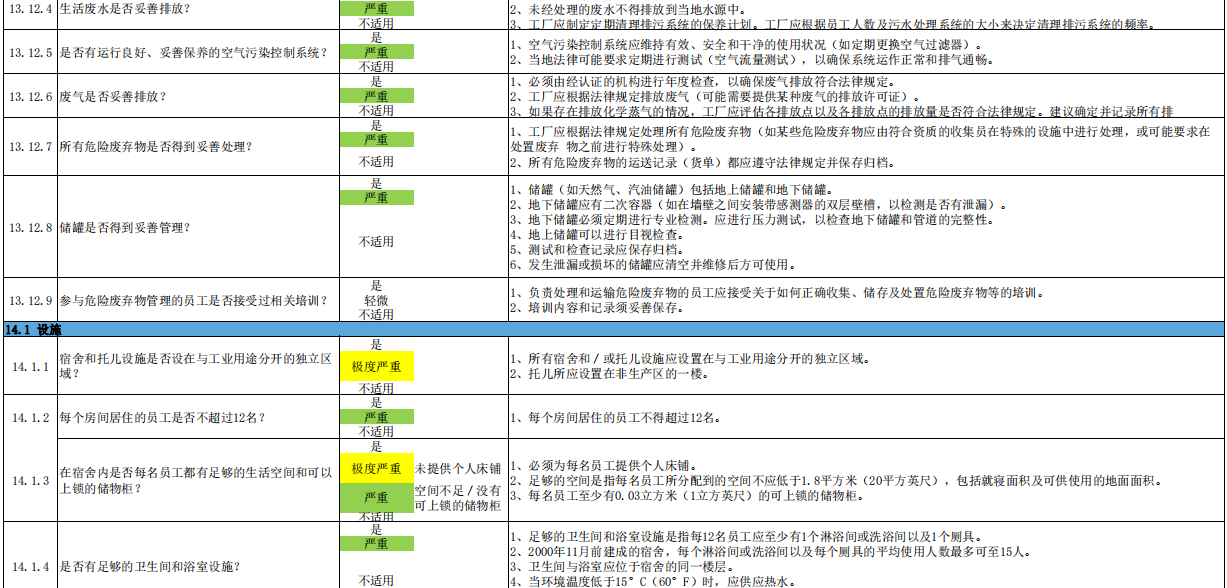 13.12.4 生活废水是否妥善排放？
严重
不适用
2、未经处理的废水不得排放到当地水源中。
3、工厂应制定定期清理排污系统的保养计划。工厂应根据员工人数及污水处理系统的大小来决定清理排污系统的频率。
13.12.5 是否有运行良好、妥善保养的空气污染控制系统？
是
严重
不适用
1、空气污染控制系统应维持有效、安全和干净的使用状况（如定期更换空气过滤器）。
2、当地法律可能要求定期进行测试（空气流量测试），以确保系统运作正常和排气通畅。
13.12.6 废气是否妥善排放？
是
严重
不适用
1、必须由经认证的机构进行年度检查，以确保废气排放符合法律规定。
2、工厂应根据法律规定排放废气（可能需要提供某种废气的排放许可证）。
3、如果存在排放化学蒸气的情况，工厂应评估各排放点以及各排放点的排放量是否符合法律规定。建议确定并记录所有排
13.12.7 所有危险废弃物是否得到妥善处理？
是
严重
不适用
1、工厂应根据法律规定处理所有危险废弃物（如某些危险废弃物应由符合资质的收集员在特殊的设施中进行处理，或可能要求在
处置废弃 物之前进行特殊处理）。
2、所有危险废弃物的运送记录（货单）都应遵守法律规定并保存归档。
13.12.8 储罐是否得到妥善管理？
是
严重
不适用
1、储罐（如天然气、汽油储罐）包括地上储罐和地下储罐。
2、地下储罐应有二次容器（如在墙壁之间安装带感测器的双层壁槽，以检测是否有泄漏）。
3、地下储罐必须定期进行专业检测。应进行压力测试，以检查地下储罐和管道的完整性。
4、地上储罐可以进行目视检查。
5、测试和检查记录应保存归档。
6、发生泄漏或损坏的储罐应清空并维修后方可使用。
13.12.9 参与危险废弃物管理的员工是否接受过相关培训？
是
轻微
不适用
1、负责处理和运输危险废弃物的员工应接受关于如何正确收集、储存及处置危险废弃物等的培训。
2、培训内容和记录须妥善保存。
14.1 设施
14.1.1 宿舍和托儿设施是否设在与工业用途分开的独立区
域？
是
极度严重
不适用
1、所有宿舍和／或托儿设施应设置在与工业用途分开的独立区域。
2、托儿所应设置在非生产区的一楼。
14.1.2 每个房间居住的员工是否不超过12名？
是
严重
不适用
1、每个房间居住的员工不得超过12名。
14.1.3 在宿舍内是否每名员工都有足够的生活空间和可以
上锁的储物柜？
是
极度严重 未提供个人床铺
严重 空间不足／没有
可上锁的储物柜
不适用
1、必须为每名员工提供个人床铺。
2、足够的空间是指每名员工所分配到的空间不应低于1.8平方米（20平方英尺），包括就寝面积及可供使用的地面面积。
3、每名员工至少有0.03立方米（1立方英尺）的可上锁的储物柜。
14.1.4 是否有足够的卫生间和浴室设施？
是
严重
不适用
1、足够的卫生间和浴室设施是指每12名员工应至少有1个淋浴间或洗浴间以及1个厕具。
2、2000年11月前建成的宿舍，每个淋浴间或洗浴间以及每个厕具的平均使用人数最多可至15人。
3、卫生间与浴室应位于宿舍的同一楼层。
4、当环境温度低于15°C（60°F）时，应供应热水。